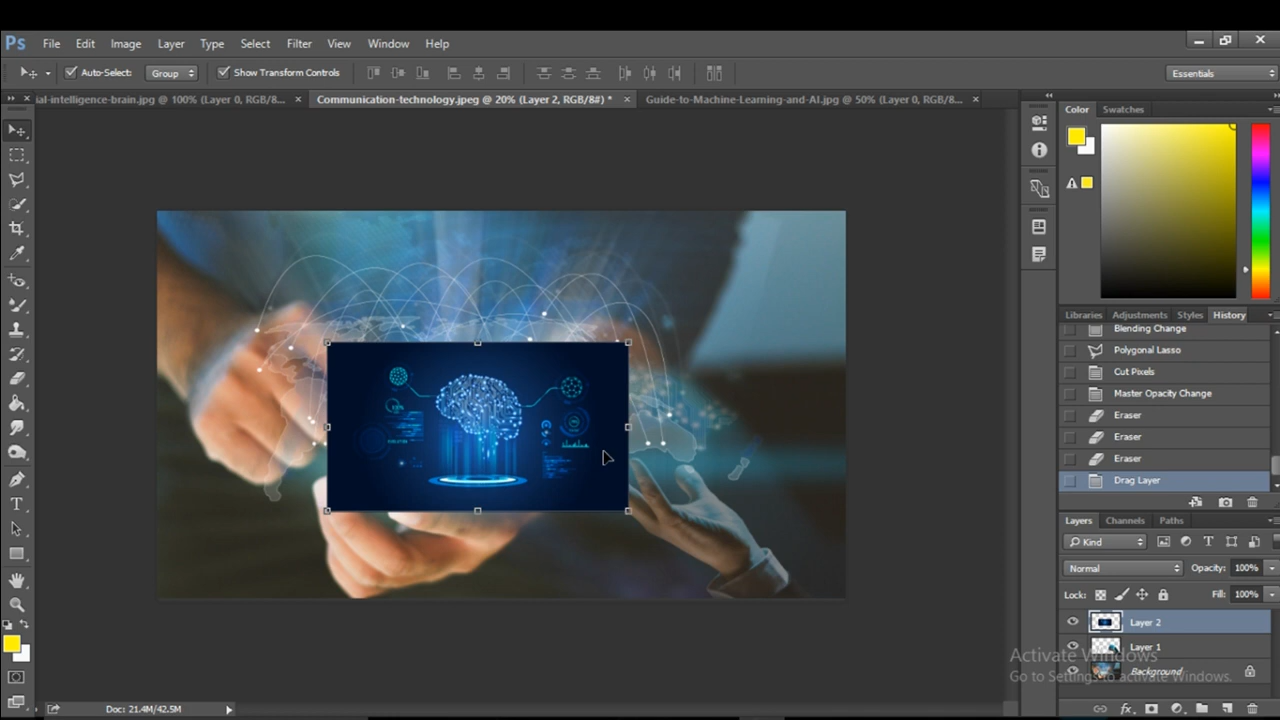 Ps File Edit Image Layer Type Select Filter View Window Help
Auto-Select: Group Show Transform Controls Essentials
ial-intelligence-brain.jpg @ 100% (Layer 0, RGB/8... Communication-technology.jpeg @ 20% (Layer 2, RGB/8#) * Guide-to-Machine-Learning-and-AI.jpg @ 50% (Layer 0, RGB/8...
Color Swatches
Libraries Adjustments Styles History
Blending Change
Polygonal Lasso
Cut Pixels
Master Opacity Change
Eraser
Eraser
Eraser
Drag Layer
Layers Channels Paths
Kind
Normal Opacity: 100%
Lock: Fill: 100%
Layer 2
Layer 1
Background
Activate Windows
Go to Settings to activate Windows.
Doc: 21.4M/42.5M